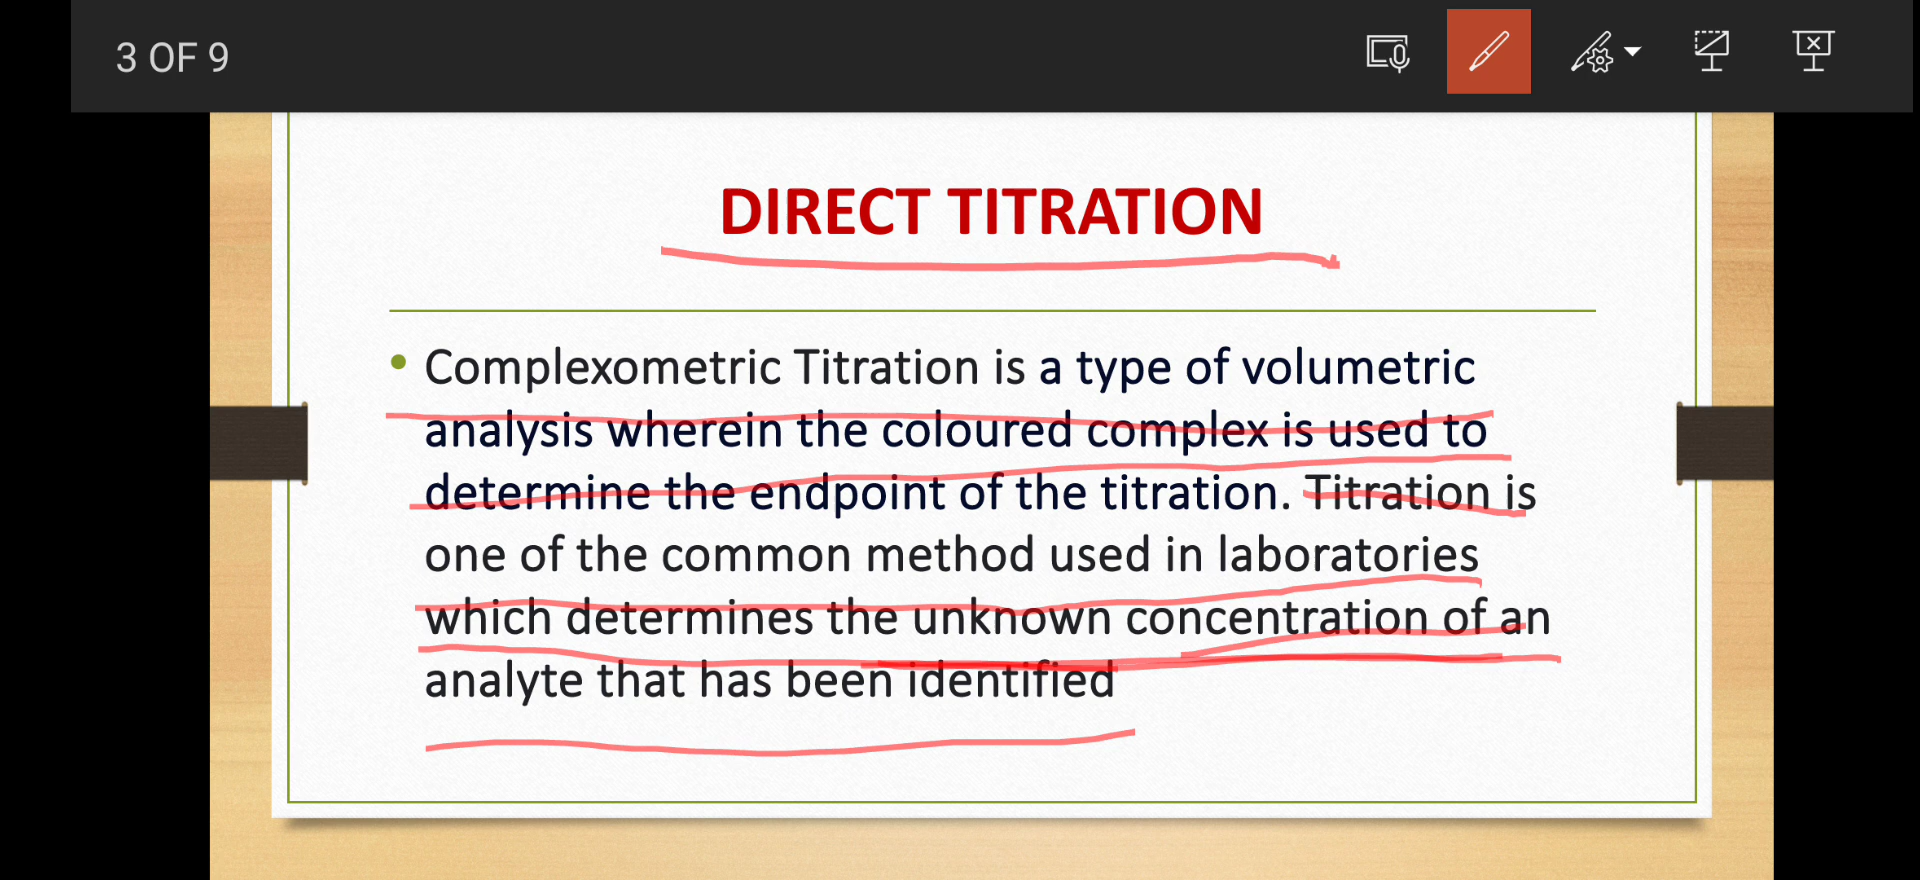 3 OF 9
DIRECT TITRATION
• Complexometric Titration is a type of volumetric
analysis wherein the coloured complex is used to
determine the endpoint of the titration. Titration is
one of the common method used in laboratories
which determines the unknown concentration of an
analyte that has been identified